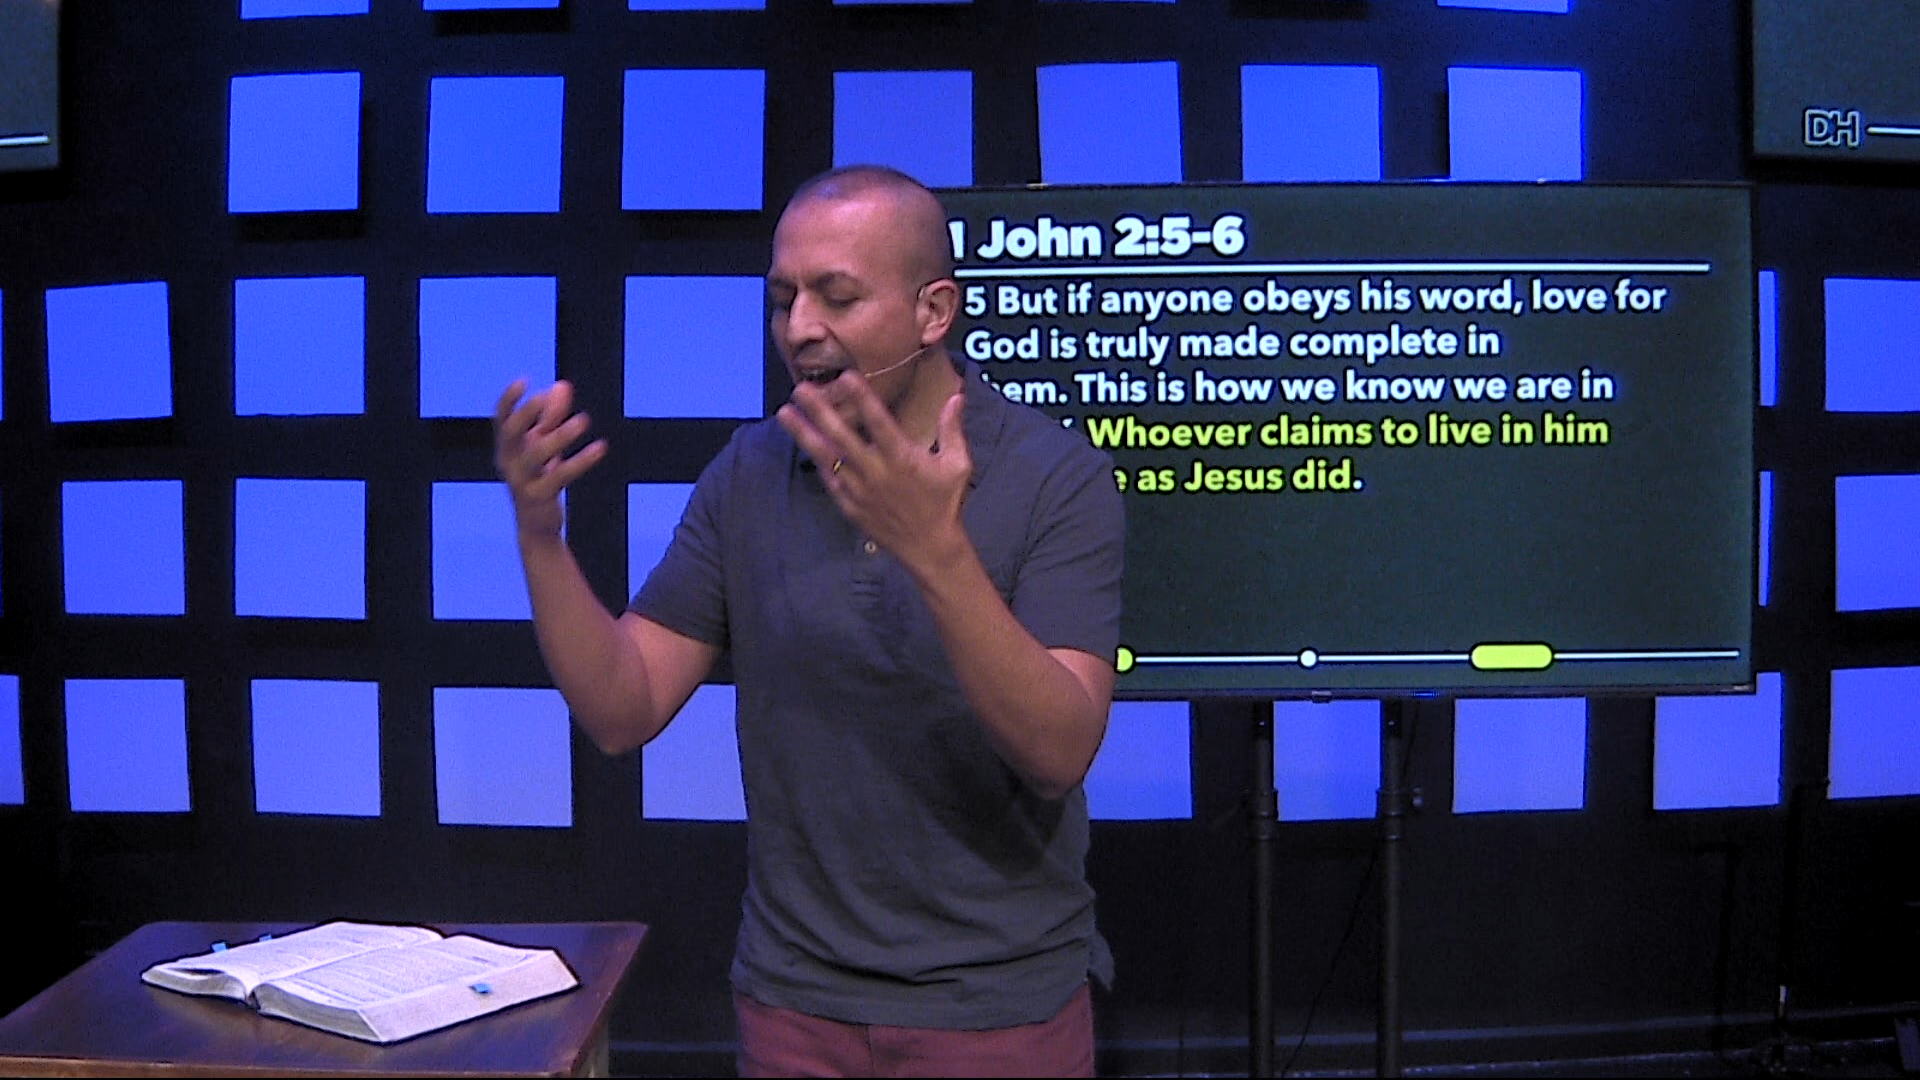 DH
1 John 2:5-6
5 But if anyone obeys his word, love for
God is truly made complete in
em. This is how we know we are in
Whoever claims to live in him
e as Jesus did.